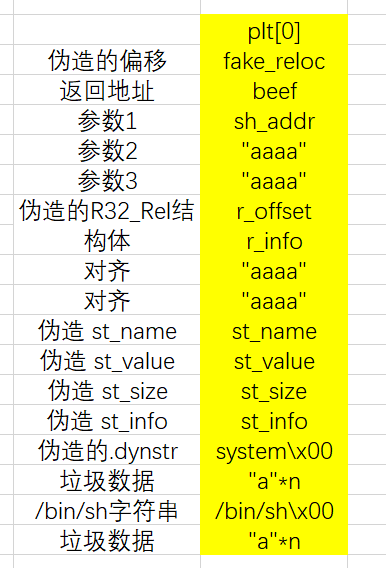 plt[0]
伪造的偏移 fake_reloc
返回地址 beef
参数1 sh_addr
参数2 "aaaa"
参数3 "aaaa"
伪造的R32_Rel结 r_offset
构体 r_info
对齐 "aaaa"
对齐 "aaaa"
伪造 st_name st_name
伪造 st_value st_value
伪造 st_size st_size
伪造 st_info st_info
伪造的.dynstr system\x00
垃圾数据 "a"*n
/bin/sh字符串 /bin/sh\x00
垃圾数据 "a"*n